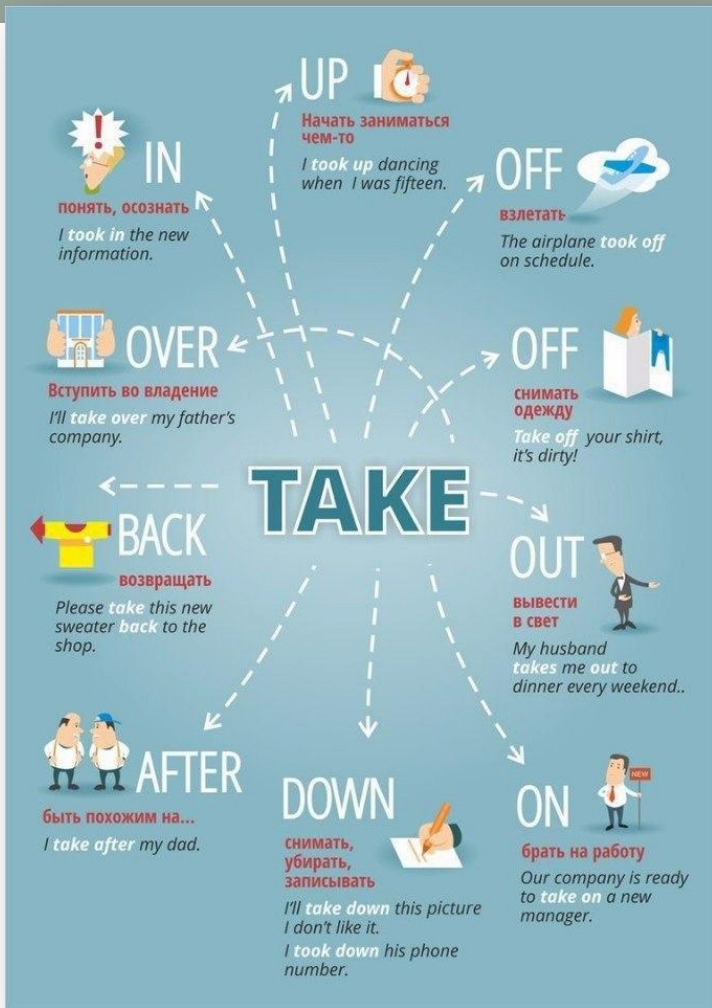 UP
Начать заниматься
чем-то
I took up dancing
when I was fifteen.
IN
понять, осознать
I took in the new
information.
OFF
взлетать
The airplane took off
on schedule.
OVER
Вступить во владение
I'll take over my father's
company.
OFF
снимать
одежду
Take off your shirt,
it's dirty!
TAKE
BACK
возвращать
Please take this new
sweater back to the
shop.
OUT
вывести
в свет
My husband
takes me out to
dinner every weekend..
AFTER
быть похожим на...
I take after my dad.
DOWN
снимать,
убирать,
записывать
I'll take down this picture
I don't like it.
I took down his phone
number.
NEW
ON
брать на работу
Our company is ready
to take on a new
manager.